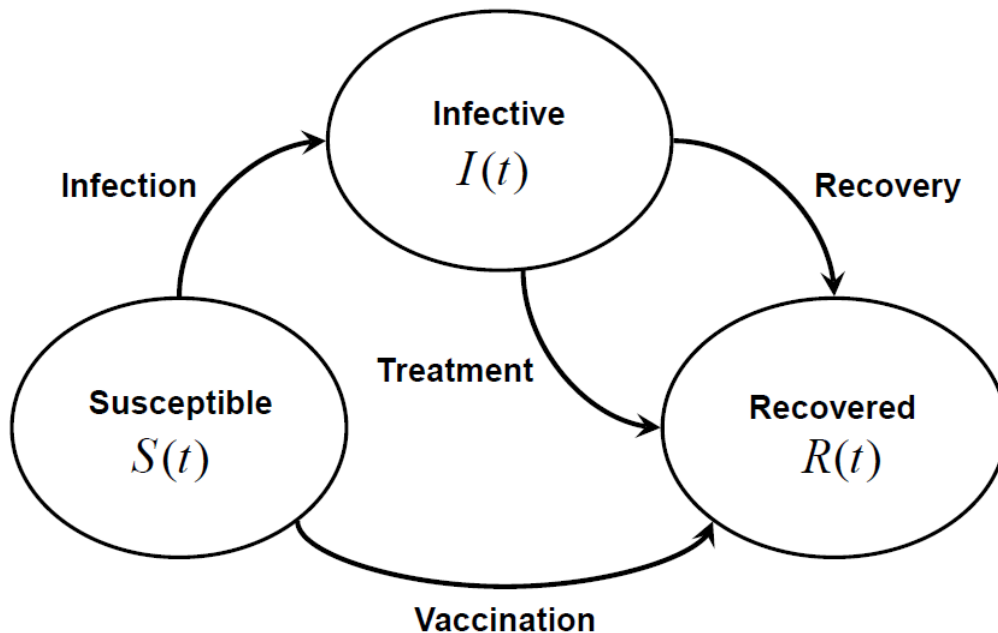 Infective
I(t)
Infection
Recovery
Treatment
Susceptible
S(t)
Recovered
R(t)
Vaccination